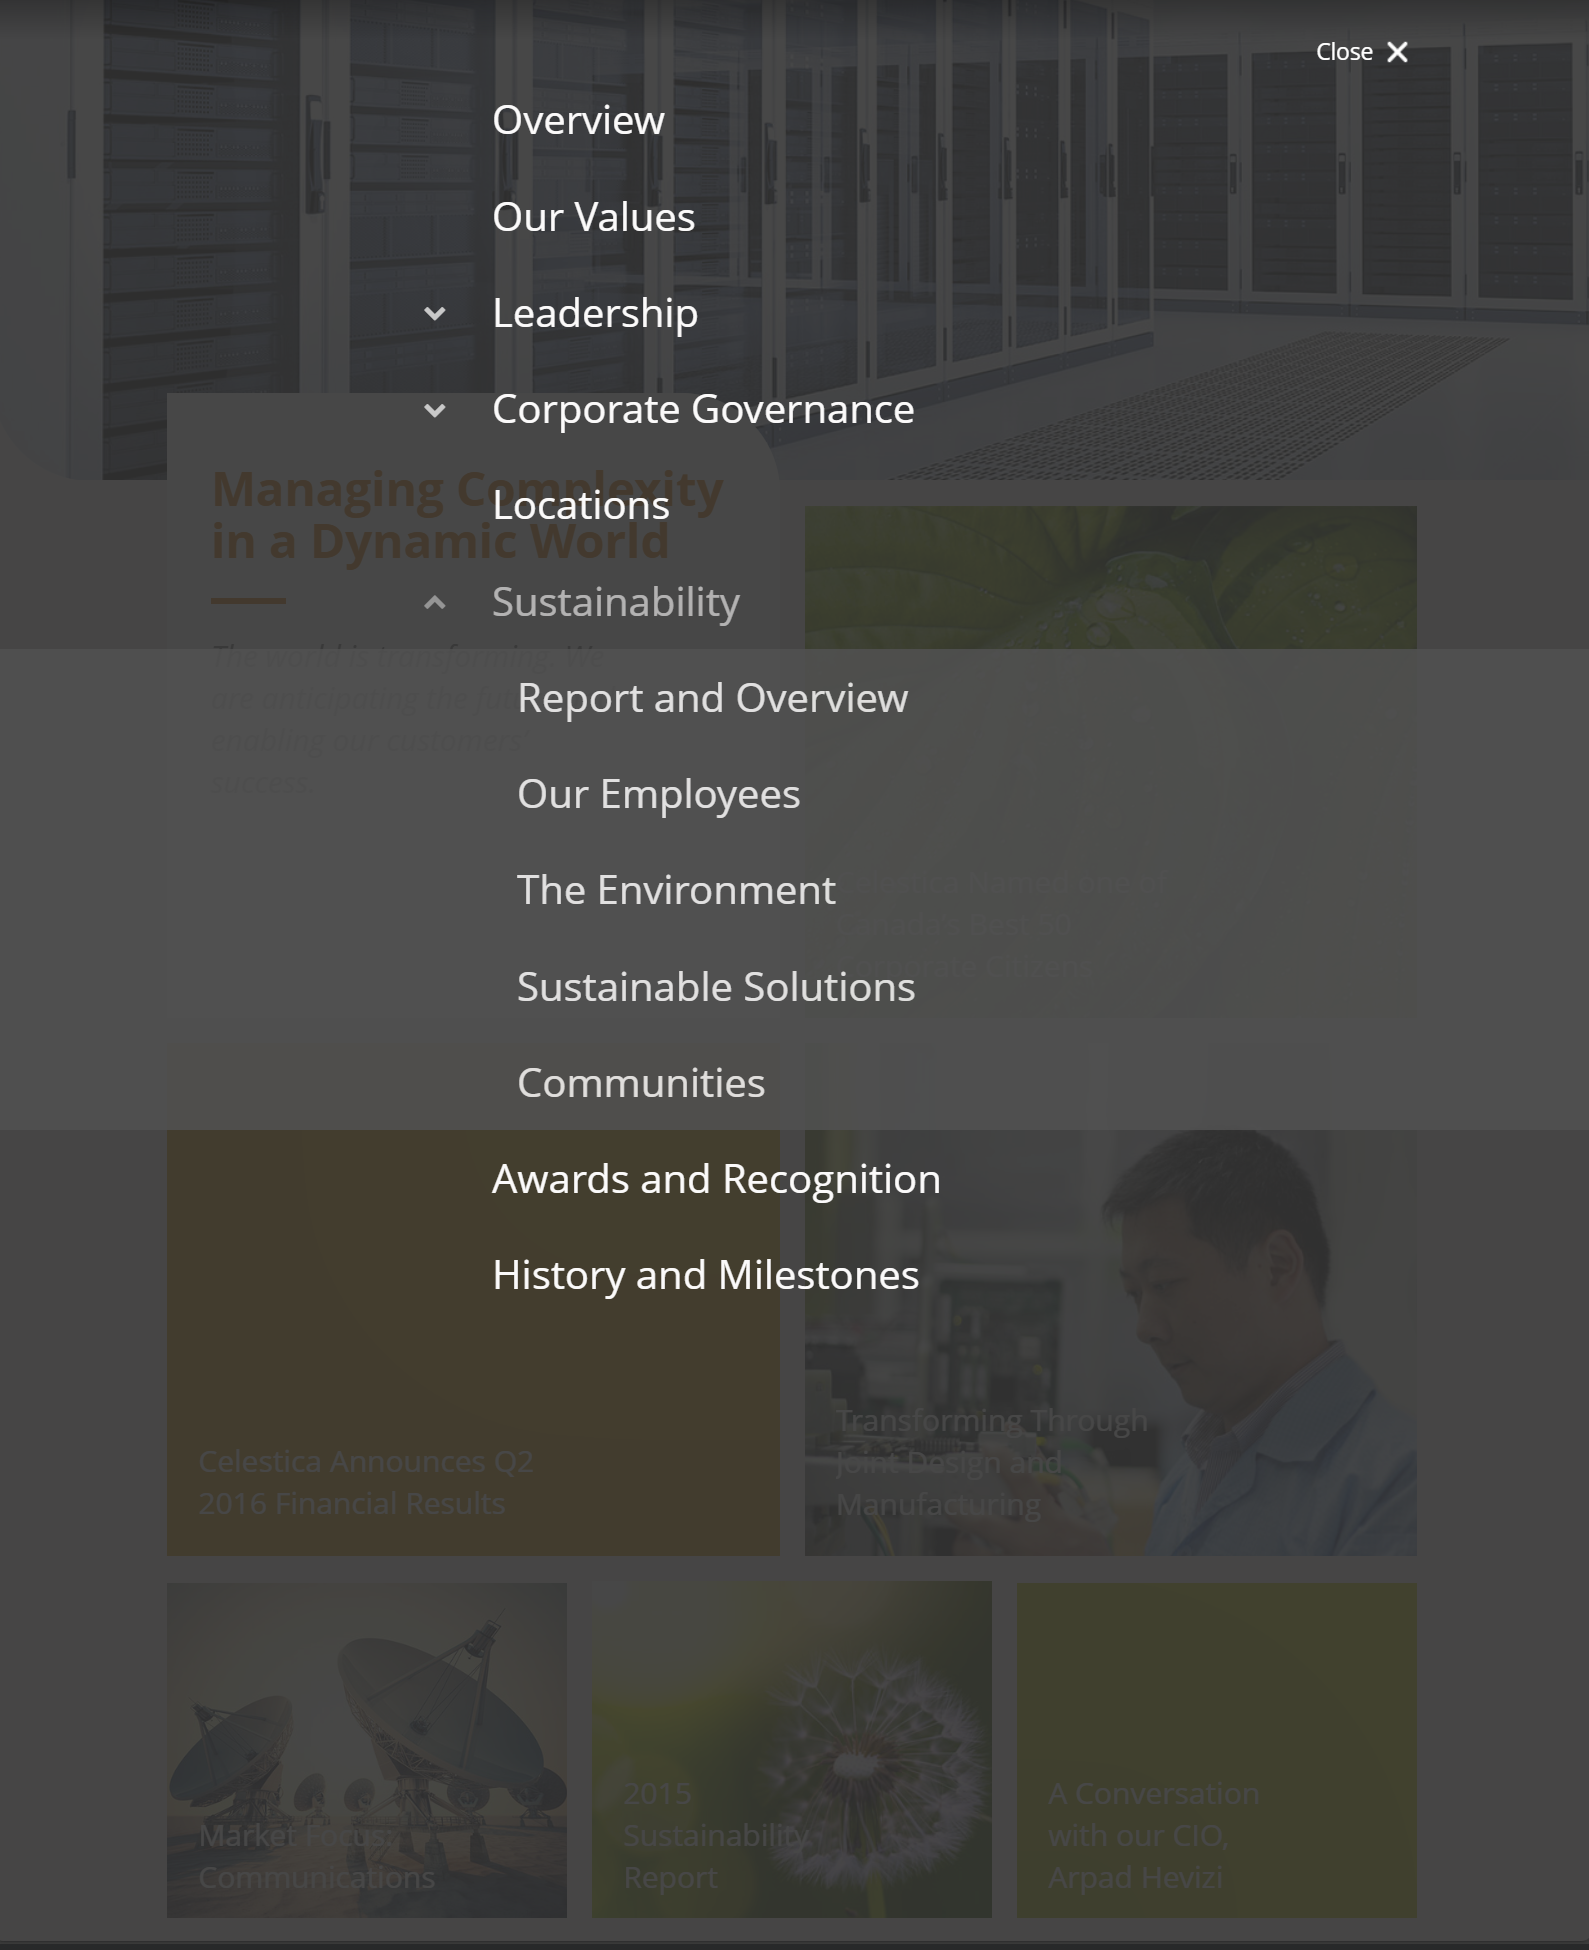 Close
Overview
Our Values
Leadership
Corporate Governance
Locations
Sustainability
Report and Overview
Our Employees
The Environment
Sustainable Solutions
Communities
Awards and Recognition
History and Milestones
Managing Complexity
in a Dynamic World
The world is transforming. We
are anticipating the
enabling our customers'
success.
Celestica Named one of
Canada's Best 50
Corporate Citizens
Celestica Announces Q2
2016 Financial Results
Transforming Through
Joint Design and
Manufacturing
Market Focus:
Communications
2015
Sustainability
Report
A Conversation
with our CIO,
Arpad Hevizi